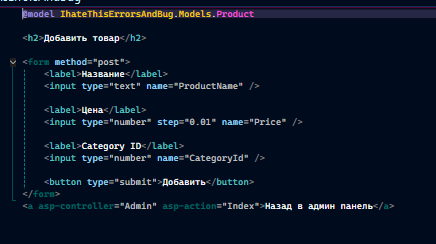 @model IhateThisErrorsAndBug.Models.Product
<h2>Добавить товар</h2>
<form method="post">
<label>Название</label>
<input type="text" name="ProductName" />
<label>Цена</label>
<input type="number" step="0.01" name="Price" />
<label>Category ID</label>
<input type="number" name="CategoryId" />
<button type="submit">Добавить</button>
</form>
<a asp-controller="Admin" asp-action="Index">Назад в админ панель</a>